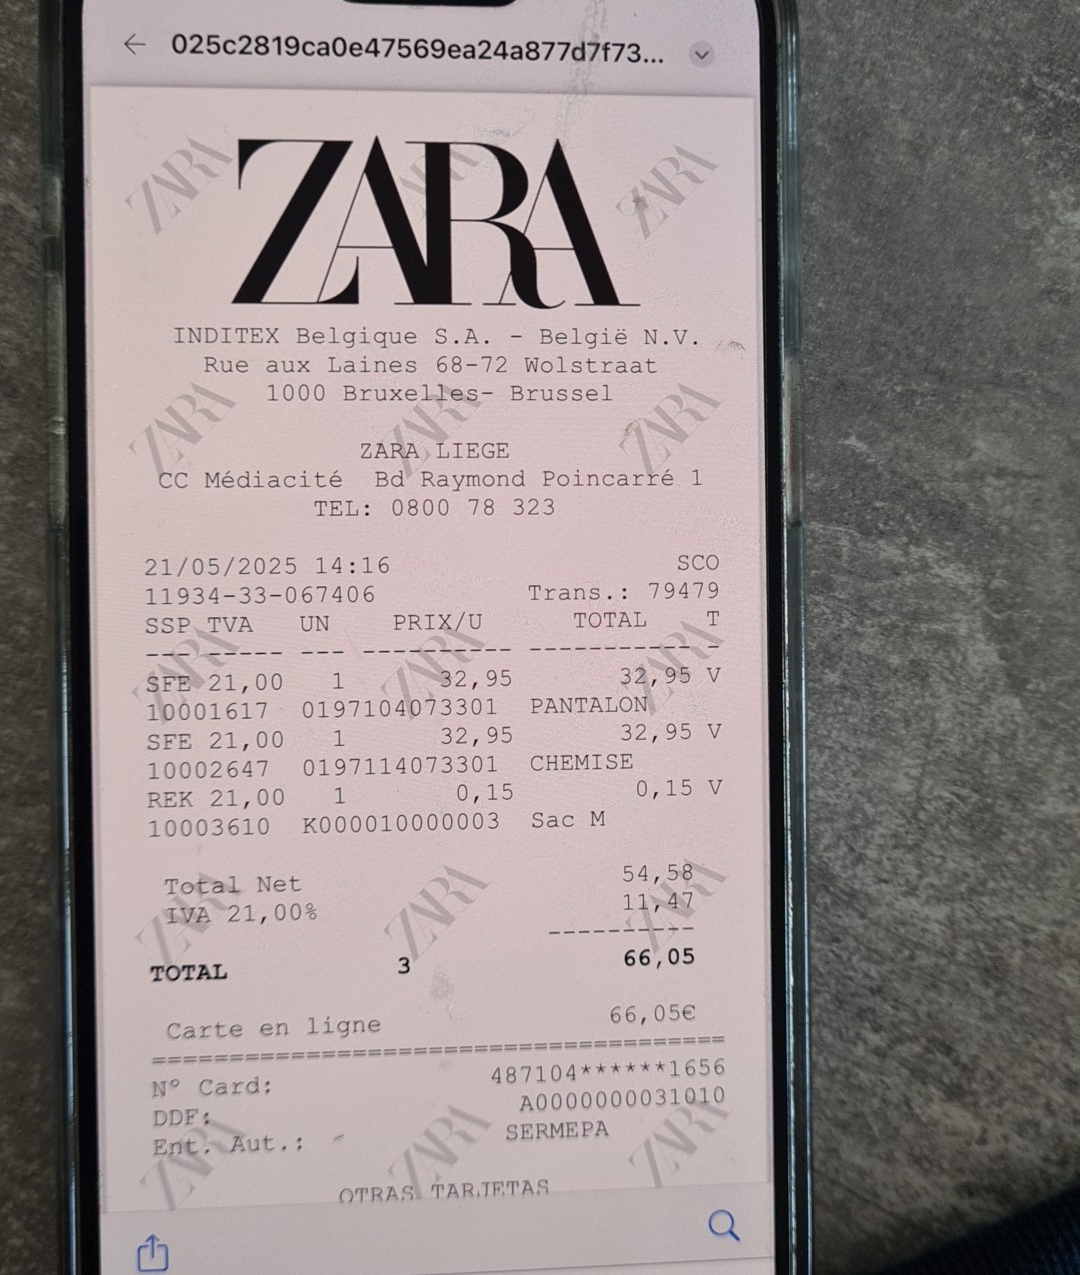 025c2819ca0e47569ea24a877d7f73...
ZARA
INDITEX Belgique S.A. - België N.V.
Rue aux Laines 68-72 Wolstraat
1000 Bruxelles- Brussel
ZARA LIEGE
CC Médiacité Bd Raymond Poincarré 1
TEL: 0800 78 323
21/05/2025 14:16 SCO
11934-33-067406 Trans.: 79479
SSP TVA UN PRIX/U TOTAL T
SFE 21,00 1 32,95 32,95 V
10001617 0197104073301 PANTALON
SFE 21,00 1 32,95 32,95 V
10002647 0197114073301 CHEMISE
REK 21,00 1 0,15 0,15 V
10003610 K000010000003 Sac M
Total Net 54,58
IVA 21,00% 11,47
TOTAL 3 66,05
Carte en ligne 66,05€
N° Card: 487104******1656
DDF: A0000000031010
Ent. Aut.: SERMEPA
OTRAS TARJETAS